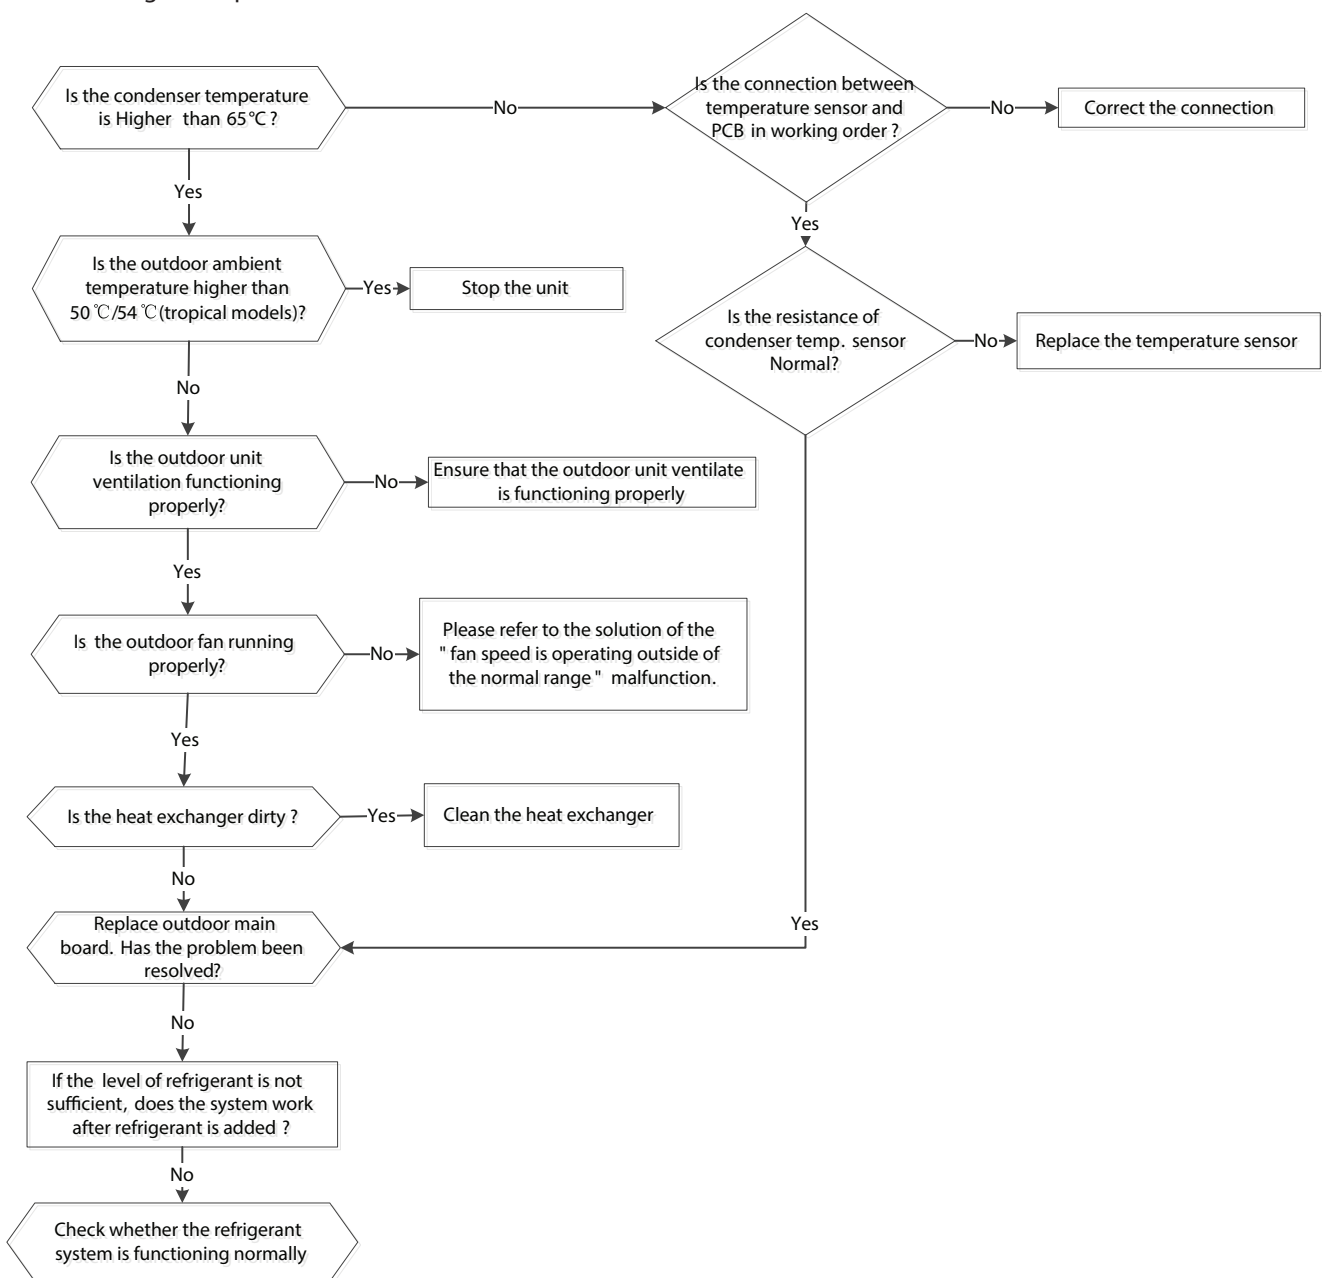 Is the condenser temperature
is Higher than 65℃ ?
No
Is the connection between
temperature sensor and
PCB in working order ?
No
Correct the connection
Yes
Yes
Is the outdoor ambient
temperature higher than
50℃/54℃(tropical models)?
Yes
Stop the unit
Is the resistance of
condenser temp. sensor
Normal?
No
Replace the temperature sensor
No
Is the outdoor unit
ventilation functioning
properly?
No
Ensure that the outdoor unit ventilate
is functioning properly
Yes
Is the outdoor fan running
properly?
No
Please refer to the solution of the
" fan speed is operating outside of
the normal range " malfunction.
Yes
Is the heat exchanger dirty ?
Yes
Clean the heat exchanger
No
Yes
Replace outdoor main
board. Has the problem been
resolved?
No
If the level of refrigerant is not
sufficient, does the system work
after refrigerant is added ?
No
Check whether the refrigerant
system is functioning normally